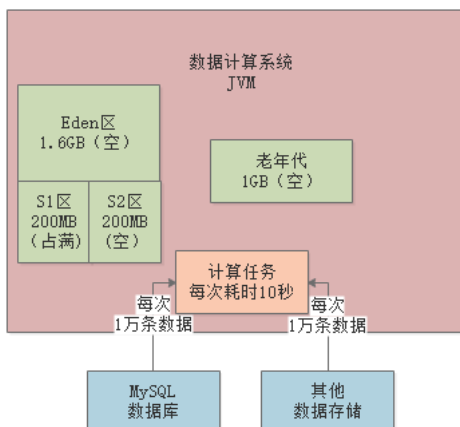 数据计算系统
JVM
Eden区
1.6GB（空）
老年代
1GB（空）
S1区
200MB
（占满）
S2区
200MB
（空）
计算任务
每次耗时10秒
每次
1万条数据
每次
1万条数据
MySQL
数据库
其他
数据存储